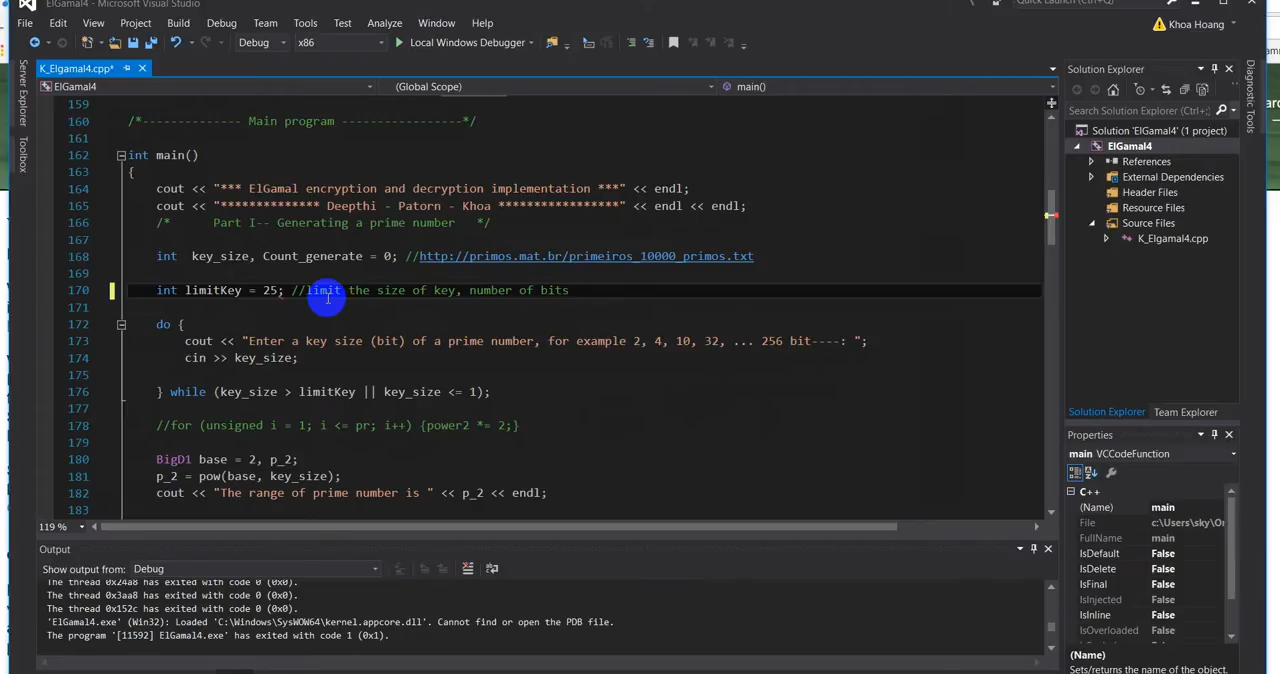 ElGamal4 - Microsoft Visual Studio
Quick Launch (Ctrl+Q)
File Edit View Project Build Debug Team Tools Test Analyze Window Help
Khoa Hoang
Debug x86 Local Windows Debugger
Server Explorer
Toolbox
K_Elgamal4.cpp*
ElGamal4 (Global Scope) main()
159
160 /*-------------- Main program -----------------*/
161
162 int main()
163 {
164 cout << "*** ElGamal encryption and decryption implementation ***" << endl;
165 cout << "************** Deepthi - Patorn - Khoa *****************" << endl << endl;
166 /* Part I-- Generating a prime number */
167
168 int key_size, Count_generate = 0; //http://primos.mat.br/primeiros_10000_primos.txt
169
170 int limitKey = 25; //limit the size of key, number of bits
171
172 do {
173 cout << "Enter a key size (bit) of a prime number, for example 2, 4, 10, 32, ... 256 bit----: ";
174 cin >> key_size;
175
176 } while (key_size > limitKey || key_size <= 1);
177
178 //for (unsigned i = 1; i <= pr; i++) {power2 *= 2;}
179
180 BigD1 base = 2, p_2;
181 p_2 = pow(base, key_size);
182 cout << "The range of prime number is " << p_2 << endl;
183
119 %
Output
Show output from: Debug
The thread 0x24a8 has exited with code 0 (0x0).
The thread 0x3aa8 has exited with code 0 (0x0).
The thread 0x152c has exited with code 0 (0x0).
'ElGamal4.exe' (Win32): Loaded 'C:\Windows\SysWOW64\kernel.appcore.dll'. Cannot find or open the PDB file.
The program '[11592] ElGamal4.exe' has exited with code 1 (0x1).
Solution Explorer
Search Solution Explorer (Ctrl+;)
Solution 'ElGamal4' (1 project)
ElGamal4
References
External Dependencies
Header Files
Resource Files
Source Files
K_Elgamal4.cpp
Solution Explorer Team Explorer
Properties
main VCCodeFunction
C++
(Name) main
File c:\Users\sky\On
FullName main
IsDefault False
IsDelete False
IsFinal False
IsInjected False
IsInline False
IsOverloaded False
(Name)
Sets/returns the name of the object.
Diagnostic Tools